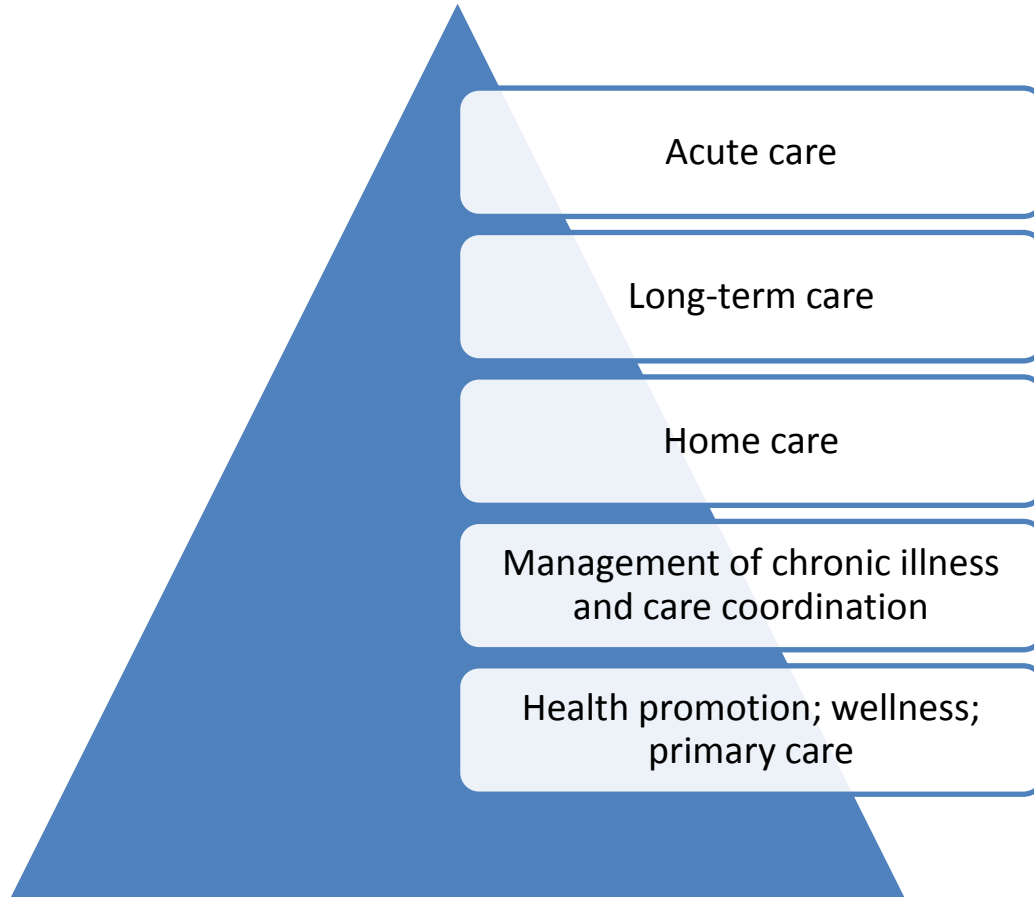 Acute care
Long-term care
Home care
Management of chronic illness
and care coordination
Health promotion; wellness;
primary care